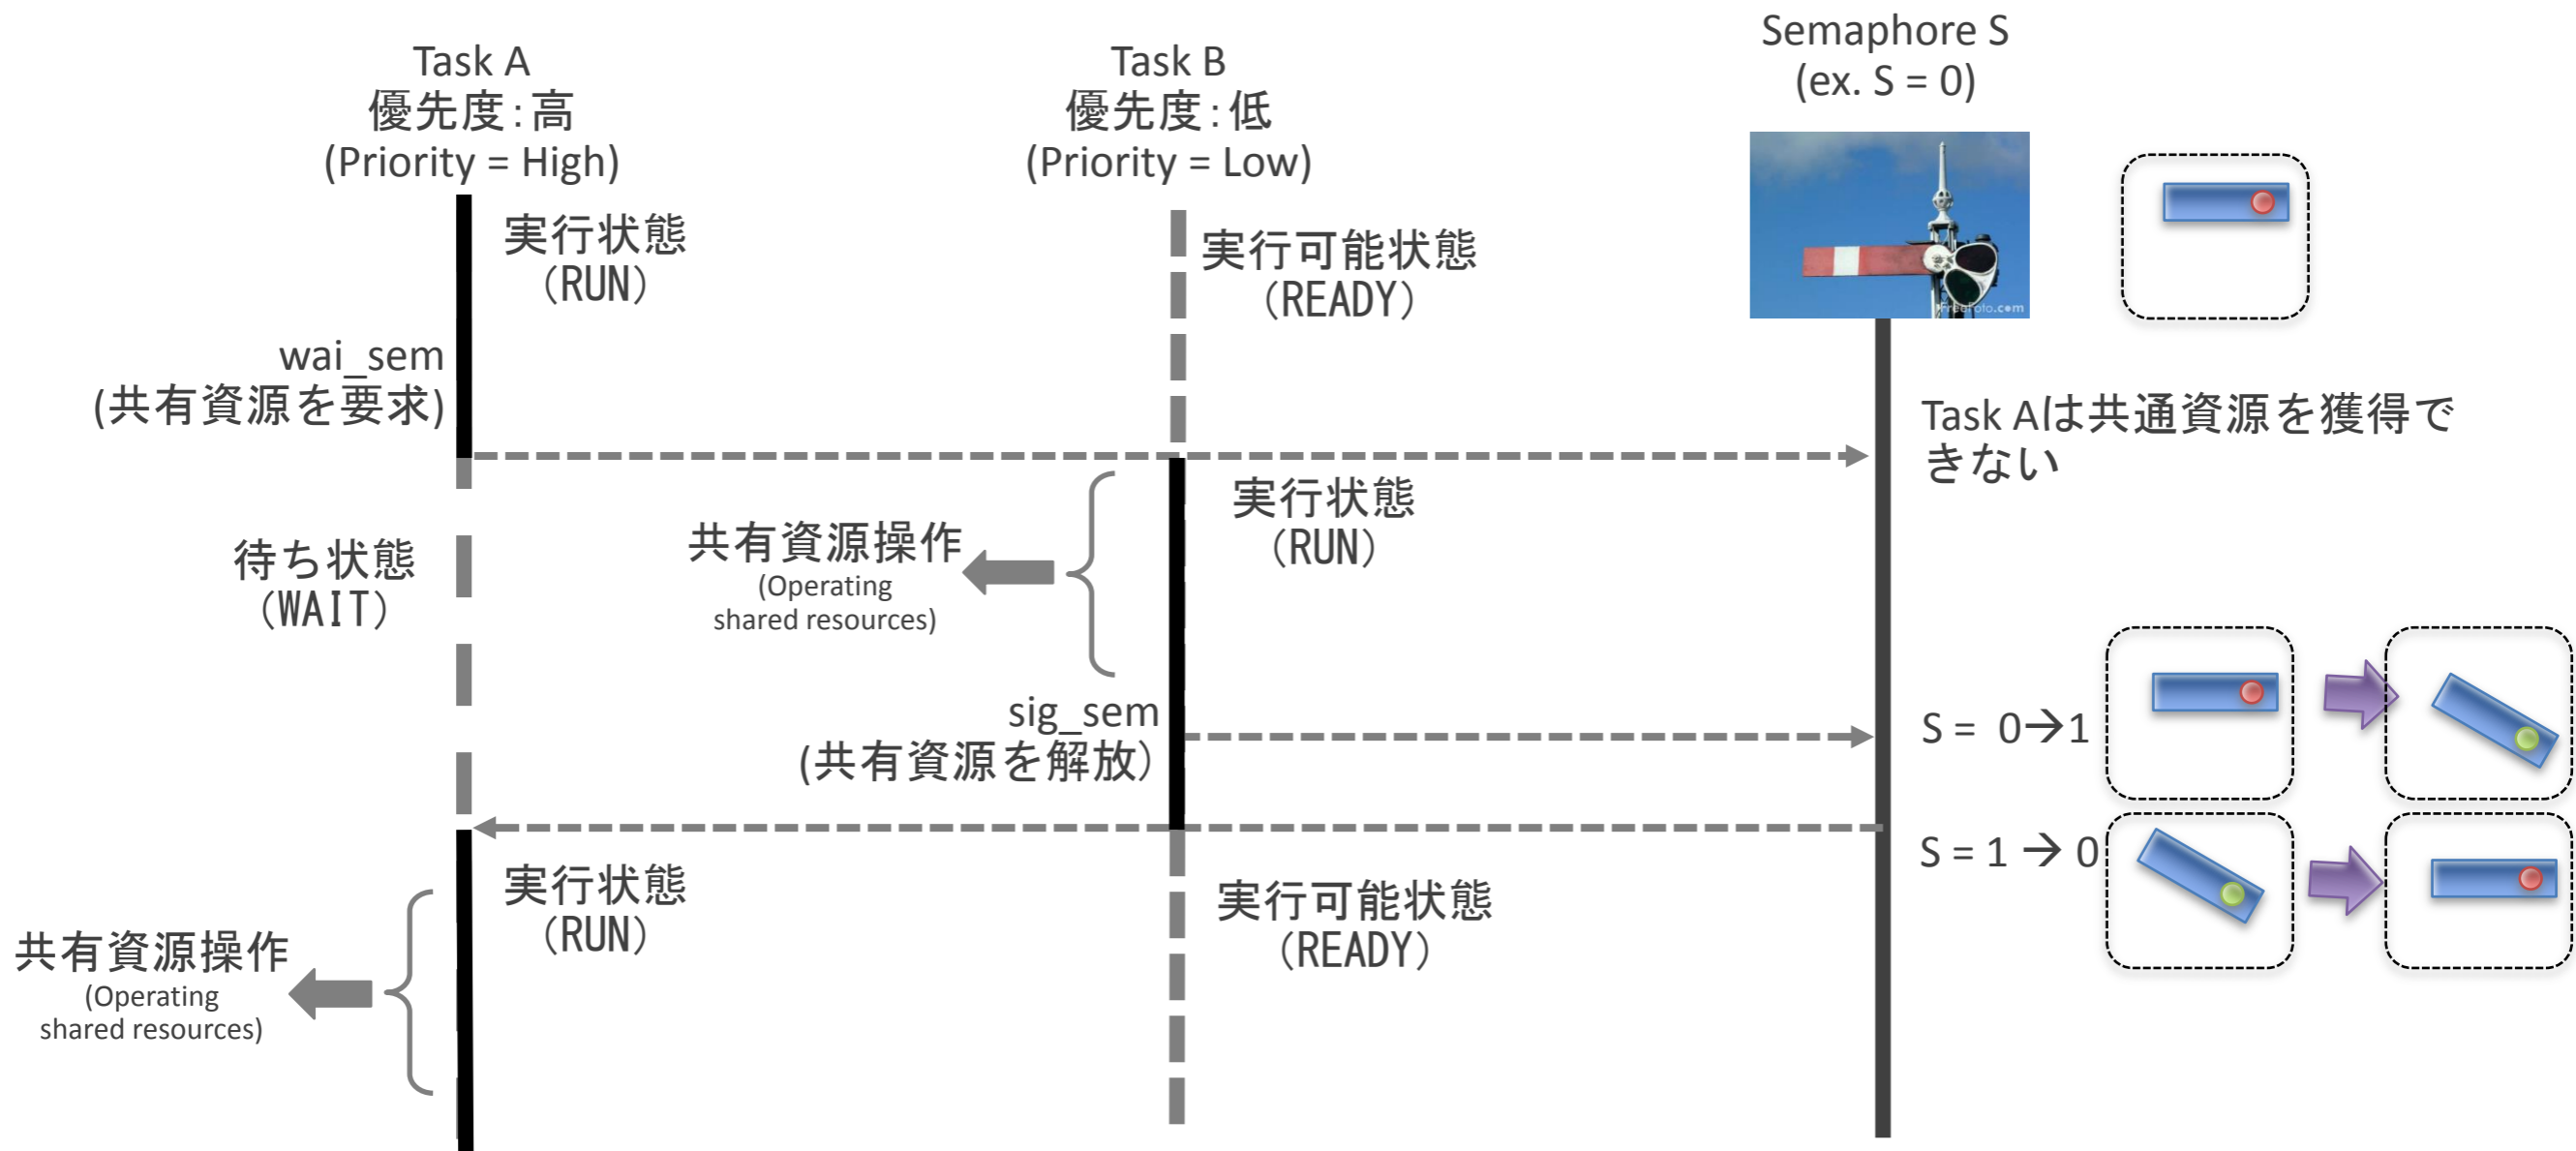 Task A
優先度:高
(Priority = High)
Task B
優先度:低
(Priority = Low)
Semaphore S
(ex. S = 0)
FreeFoto.com
実行状態
(RUN)
実行可能状態
(READY)
wai_sem
(共有資源を要求)
Task Aは共通資源を獲得で
きない
実行状態
(RUN)
待ち状態
(WAIT)
共有資源操作
(Operating
shared resources)
sig_sem
(共有資源を解放)
S = 0→1
S = 1 → 0
実行状態
(RUN)
実行可能状態
(READY)
共有資源操作
(Operating
shared resources)